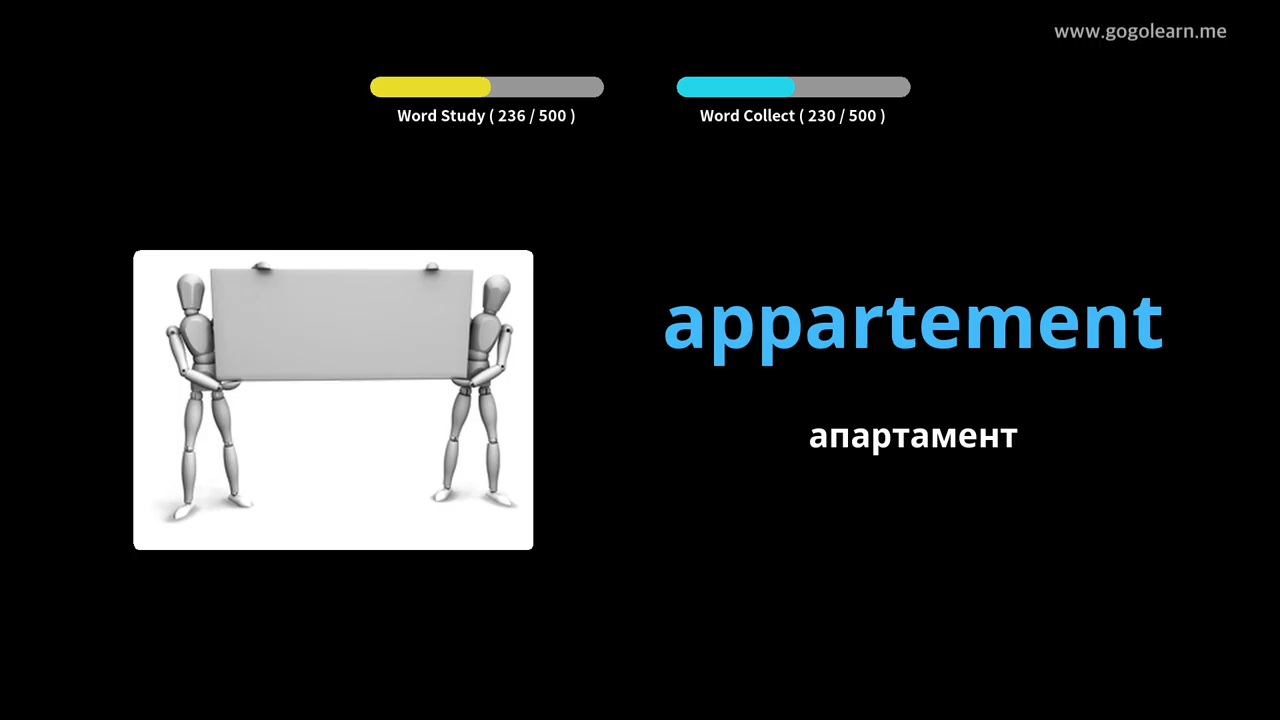 www.gogolearn.me
Word Study ( 236 / 500 )
Word Collect ( 230 / 500 )
appartement
апартамент